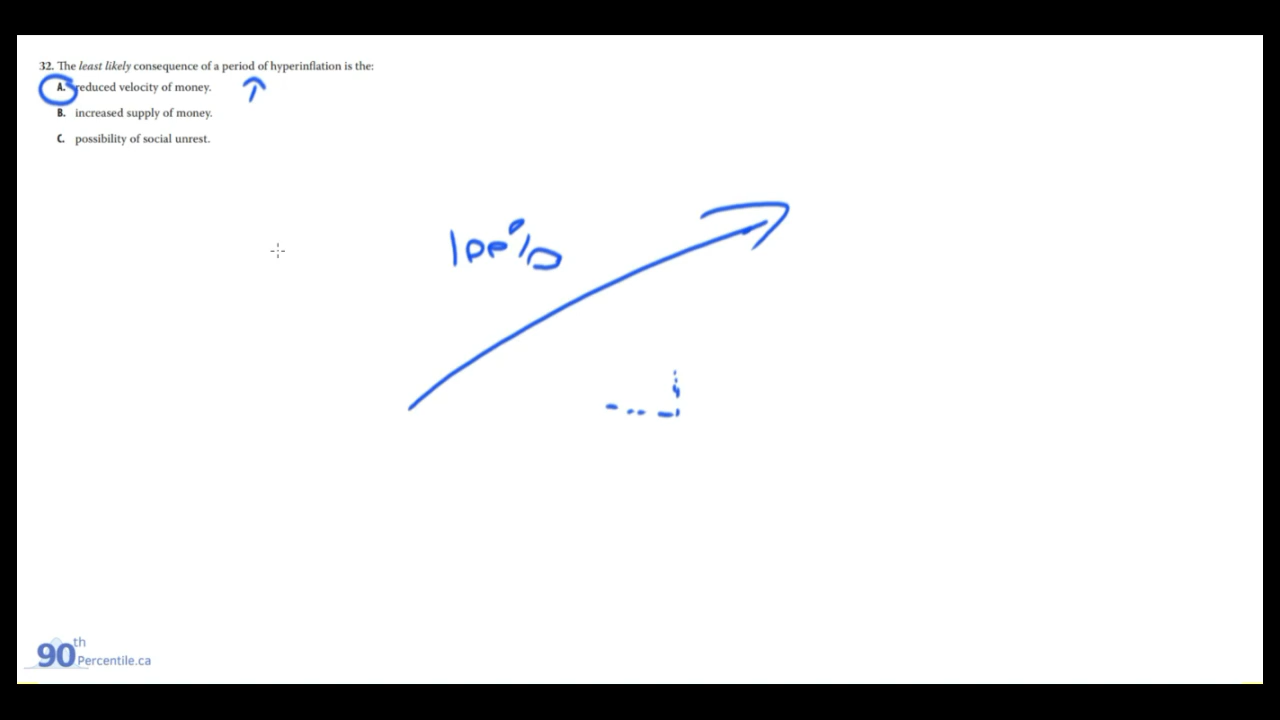 32. The least likely consequence of a period of hyperinflation is the:
A. reduced velocity of money.
B. increased supply of money.
C. possibility of social unrest.
100%
90th Percentile.ca